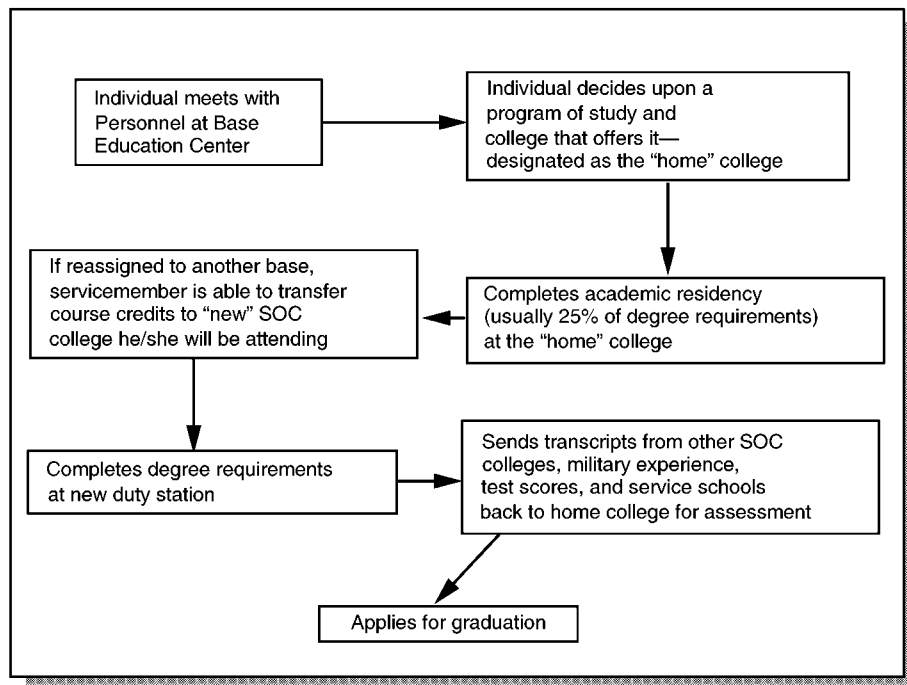 Individual meets with
Personnel at Base
Education Center
Individual decides upon a
program of study and
college that offers it—
designated as the “home” college
Completes academic residency
(usually 25% of degree requirements)
at the “home” college
If reassigned to another base,
servicemember is able to transfer
course credits to “new” SOC
college he/she will be attending
Completes degree requirements
at new duty station
Sends transcripts from other SOC
colleges, military experience,
test scores, and service schools
back to home college for assessment
Applies for graduation